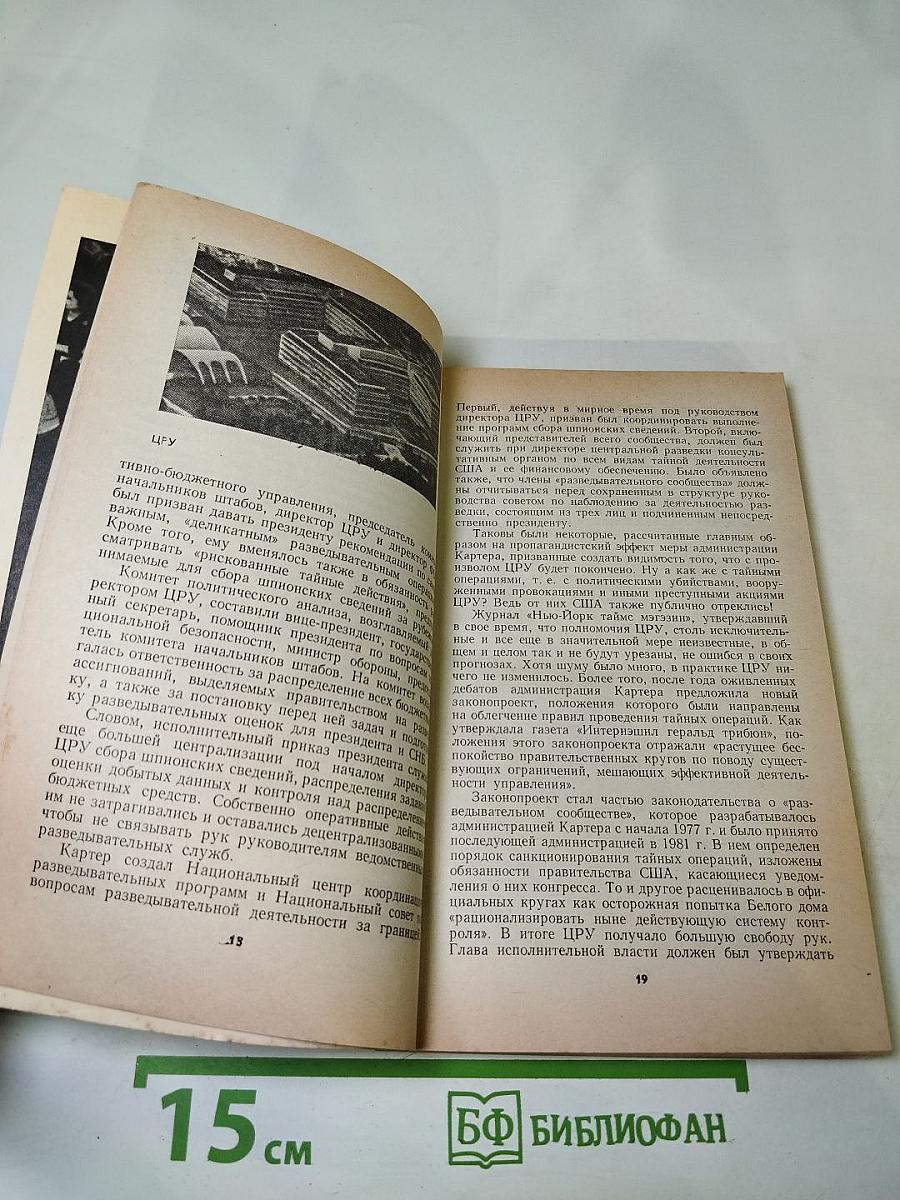 ЦРУ
тивно-бюджетного управления, председатель
начальников штабов, директор ЦРУ и директор
был призван давать президенту рекомендации по
важным, «деликатным» разведывательным
Кроме того, ему вменялось также в обязанность
сматривать «рискованные тайные действия»,
нимаемые для сбора шпионских сведений за
Комитет политического анализа, возглавляемый
ректором ЦРУ, составили вице-президент,
ный секретарь, помощник президента по вопросам
циональной безопасности, министр обороны,
тель комитета начальников штабов. На комитет
галась ответственность за распределение всех
ассигнований, выделяемых правительством на
ку, а также за постановку перед ней задач и
ку разведывательных оценок для президента и СНБ.
Словом, исполнительный приказ президента
еще большей централизации под началом
ЦРУ сбора шпионских сведений, распределения
оценки добытых данных и контроля над
бюджетных средств. Собственно оперативные
им не затрагивались и оставались децентрализованными,
чтобы не связывать рук руководителям
разведывательных служб.
Картер создал Национальный центр
разведывательных программ и Национальный совет
вопросам разведывательной деятельности за границей.
13
Первый, действуя в мирное время под руководством
директора ЦРУ, призван был координировать выполне-
ние программ сбора шпионских сведений. Второй, вклю-
чающий представителей всего сообщества, должен был
служить при директоре центральной разведки консуль-
тативным органом по всем видам тайной деятельности
США и ее финансовому обеспечению. Было объявлено
также, что члены «разведывательного сообщества» долж-
ны отчитываться перед сохраненным в структуре руко-
водства советом по наблюдению за деятельностью раз-
ведки, состоящим из трех лиц и подчиненным непосред-
ственно президенту.
Таковы были некоторые, рассчитанные главным об-
разом на пропагандистский эффект меры администрации
Картера, призванные создать видимость того, что с про-
изволом ЦРУ будет покончено. Ну а как же с тайными
операциями, т. е. с политическими убийствами, воору-
женными провокациями и иными преступными акциями
ЦРУ? Ведь от них США также публично отреклись!
Журнал «Нью-Йорк таймс мэгэзин», утверждавший
в свое время, что полномочия ЦРУ, столь исключитель-
ные и все еще в значительной мере неизвестные, в об-
щем и целом так и не будут урезаны, не ошибся в своих
прогнозах. Хотя шуму было много, в практике ЦРУ ни-
чего не изменилось. Более того, после года оживленных
дебатов администрация Картера предложила новый
законопроект, положения которого были направлены
на облегчение правил проведения тайных операций. Как
утверждала газета «Интернэшнл геральд трибюн», по-
ложения этого законопроекта отражали «растущее бес-
покойство правительственных кругов по поводу сущест-
вующих ограничений, мешающих эффективной деятель-
ности управления».
Законопроект стал частью законодательства о «раз-
ведывательном сообществе», которое разрабатывалось
администрацией Картера с начала 1977 г. и было принято
последующей администрацией в 1981 г. В нем определен
порядок санкционирования тайных операций, изложены
обязанности правительства США, касающиеся уведом-
ления о них конгресса. То и другое расценивалось в офи-
циальных кругах как осторожная попытка Белого дома
«рационализировать ныне действующую систему конт-
роля». В итоге ЦРУ получало большую свободу рук.
Глава исполнительной власти должен был утверждать
19
15 см
БФ БИБЛИОФАН